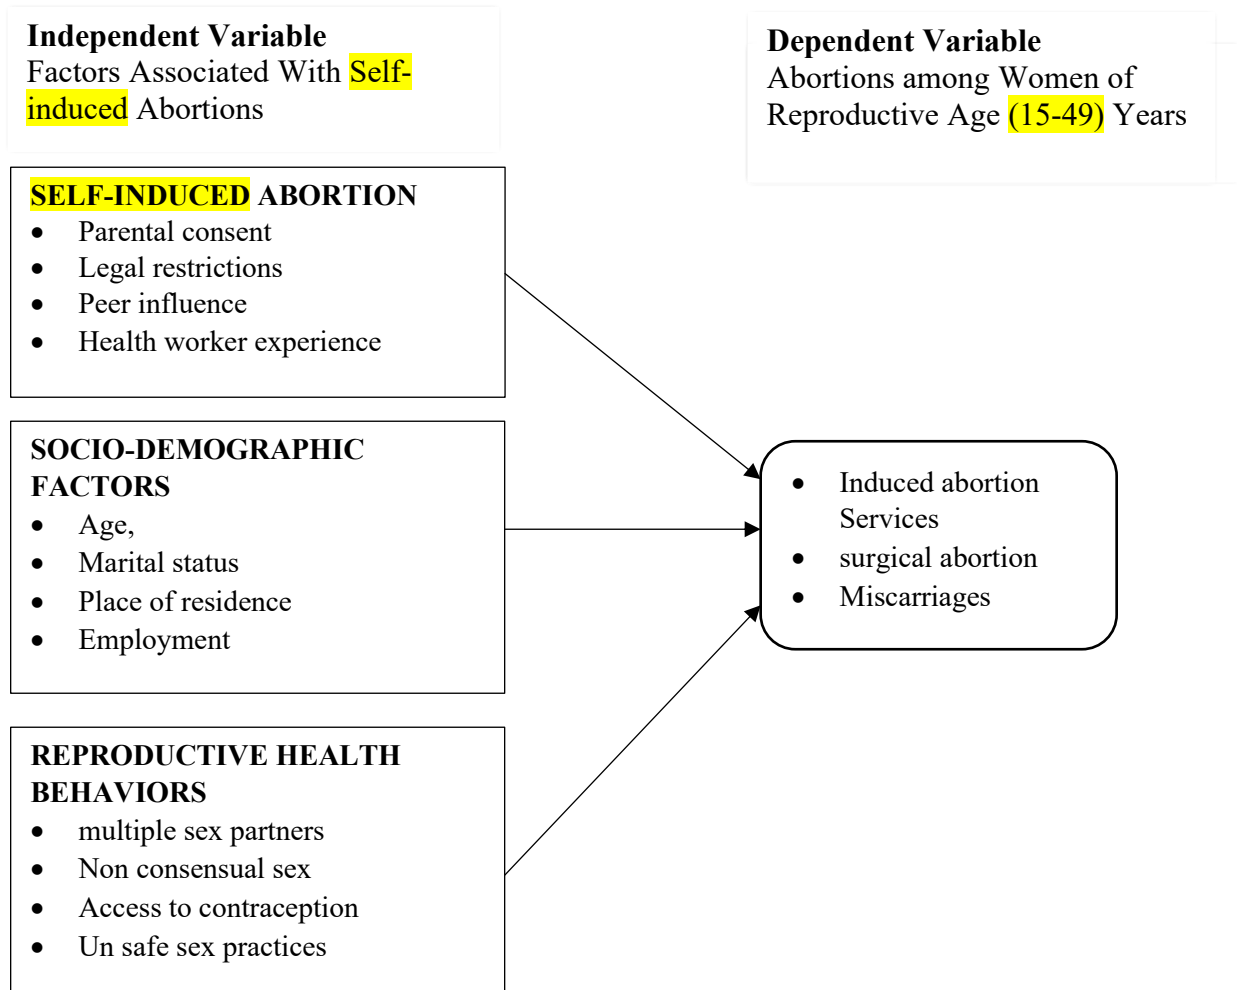 Independent Variable
Factors Associated With Self-
induced Abortions
Dependent Variable
Abortions among Women of
Reproductive Age (15-49) Years
SELF-INDUCED ABORTION
• Parental consent
• Legal restrictions
• Peer influence
• Health worker experience
SOCIO-DEMOGRAPHIC
FACTORS
• Age,
• Marital status
• Place of residence
• Employment
• Induced abortion
Services
• surgical abortion
• Miscarriages
REPRODUCTIVE HEALTH
BEHAVIORS
• multiple sex partners
• Non consensual sex
• Access to contraception
• Un safe sex practices